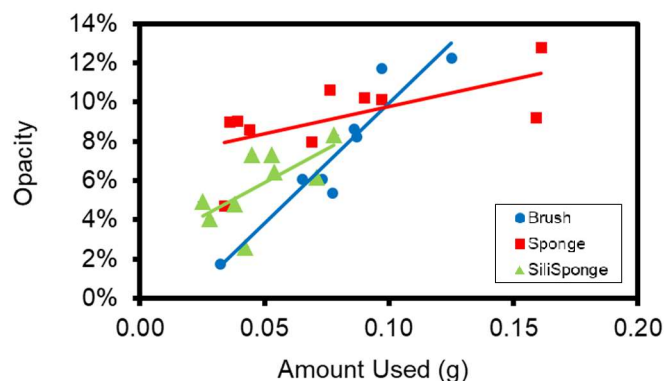 14%
12%
10%
8%
6%
4%
2%
0%
Opacity
Brush
Sponge
SiliSponge
0.00 0.05 0.10 0.15 0.20
Amount Used (g)